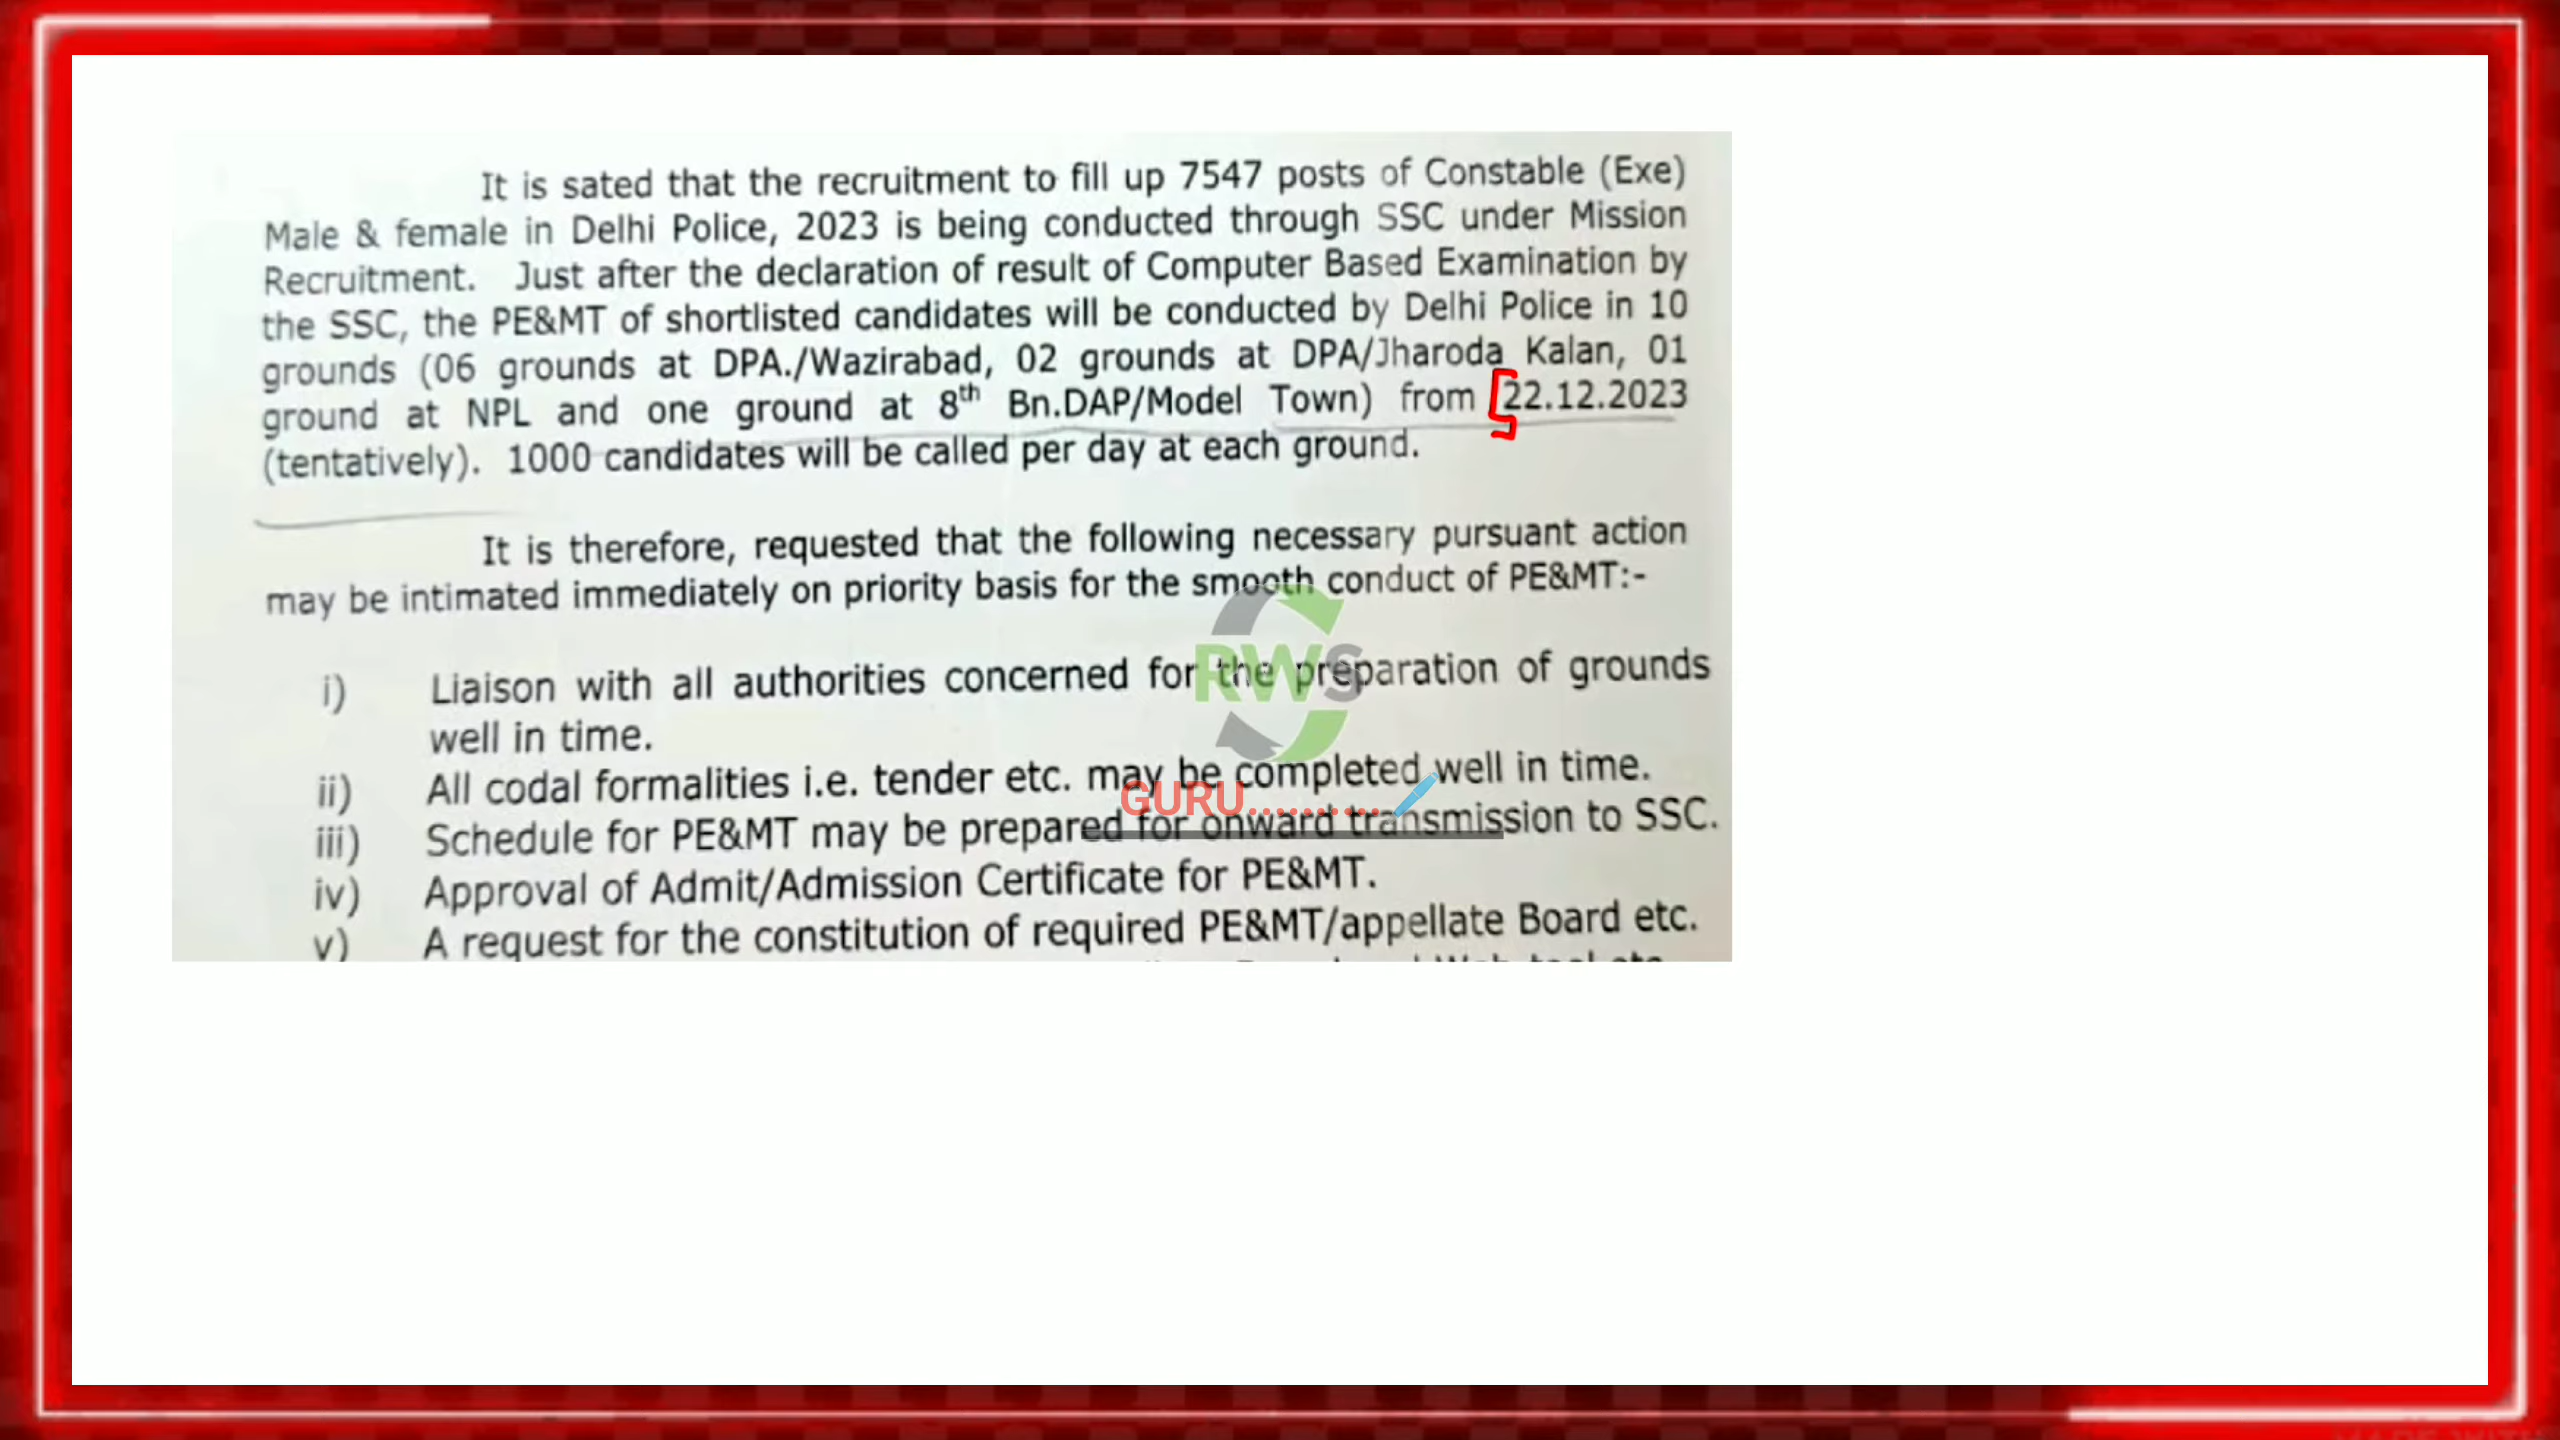 It is sated that the recruitment to fill up 7547 posts of Constable (Exe)
Male & female in Delhi Police, 2023 is being conducted through SSC under Mission
Recruitment. Just after the declaration of result of Computer Based Examination by
the SSC, the PE&MT of shortlisted candidates will be conducted by Delhi Police in 10
grounds (06 grounds at DPA./Wazirabad, 02 grounds at DPA/Jharoda Kalan, 01
ground at NPL and one ground at 8th Bn.DAP/Model Town) from 22.12.2023
(tentatively). 1000 candidates will be called per day at each ground.
It is therefore, requested that the following necessary pursuant action
may be intimated immediately on priority basis for the smooth conduct of PE&MT:-
i) Liaison with all authorities concerned for the preparation of grounds
well in time.
RWS
ii) All codal formalities i.e. tender etc. may be completed well in time.
GURU............
iii) Schedule for PE&MT may be prepared for onward transmission to SSC.
iv) Approval of Admit/Admission Certificate for PE&MT.
v) A request for the constitution of required PE&MT/appellate Board etc.